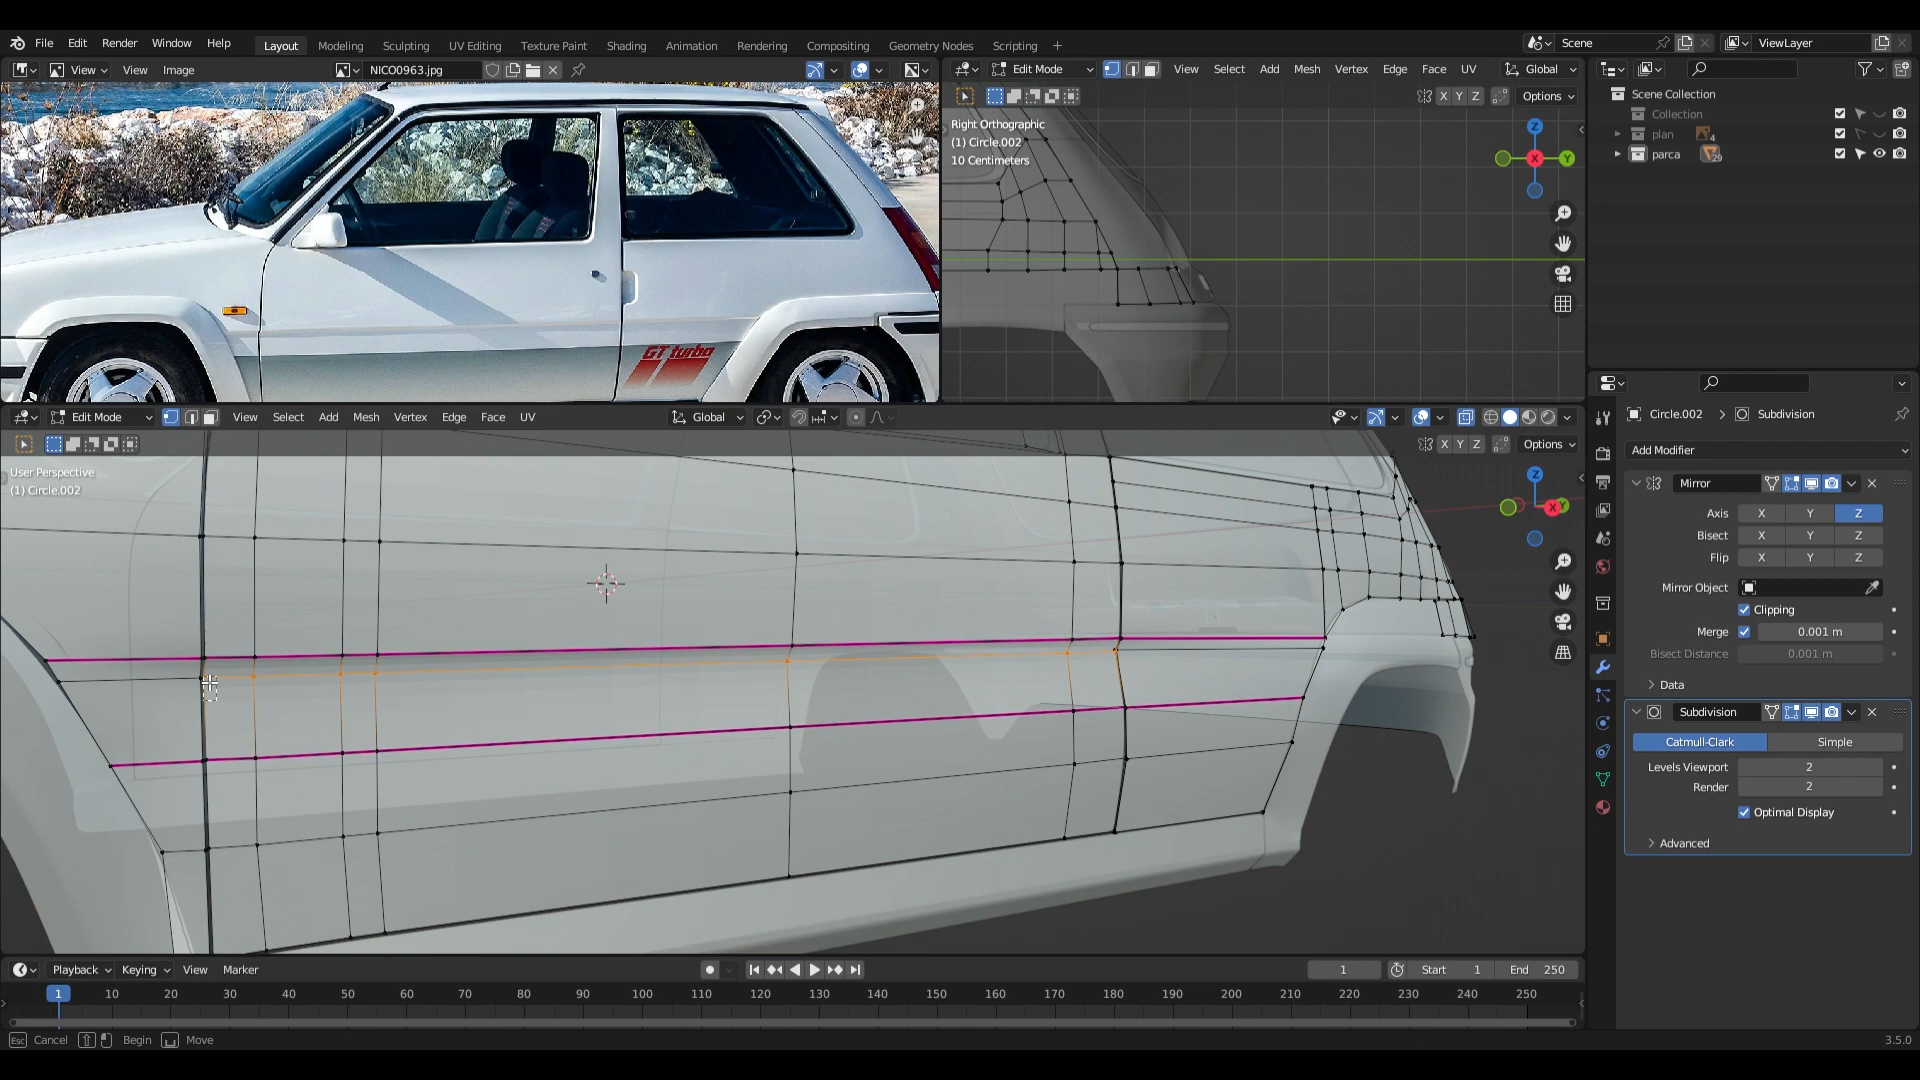 File Edit Render Window Help Layout Modeling Sculpting UV Editing Texture Paint Shading Animation Rendering Compositing Geometry Nodes Scripting + Scene ViewLayer
View View Image NICO0963.jpg Edit Mode View Select Add Mesh Vertex Edge Face UV Global
X Y Z Options
Scene Collection
Collection
plan 4
parca 29
Right Orthographic
(1) Circle.002
10 Centimeters
Z
X
Y
GT turbo
Edit Mode View Select Add Mesh Vertex Edge Face UV Global
X Y Z Options
User Perspective
(1) Circle.002
Z
X
Y
Circle.002 > Subdivision
Add Modifier
Mirror
Axis X Y Z
Bisect X Y Z
Flip X Y Z
Mirror Object
Clipping
Merge 0.001 m
Bisect Distance 0.001 m
Data
Subdivision
Catmull-Clark Simple
Levels Viewport 2
Render 2
Optimal Display
Advanced
Playback Keying View Marker 1 Start 1 End 250
1 10 20 30 40 50 60 70 80 90 100 110 120 130 140 150 160 170 180 190 200 210 220 230 240 250
Esc Cancel Begin Move 3.5.0